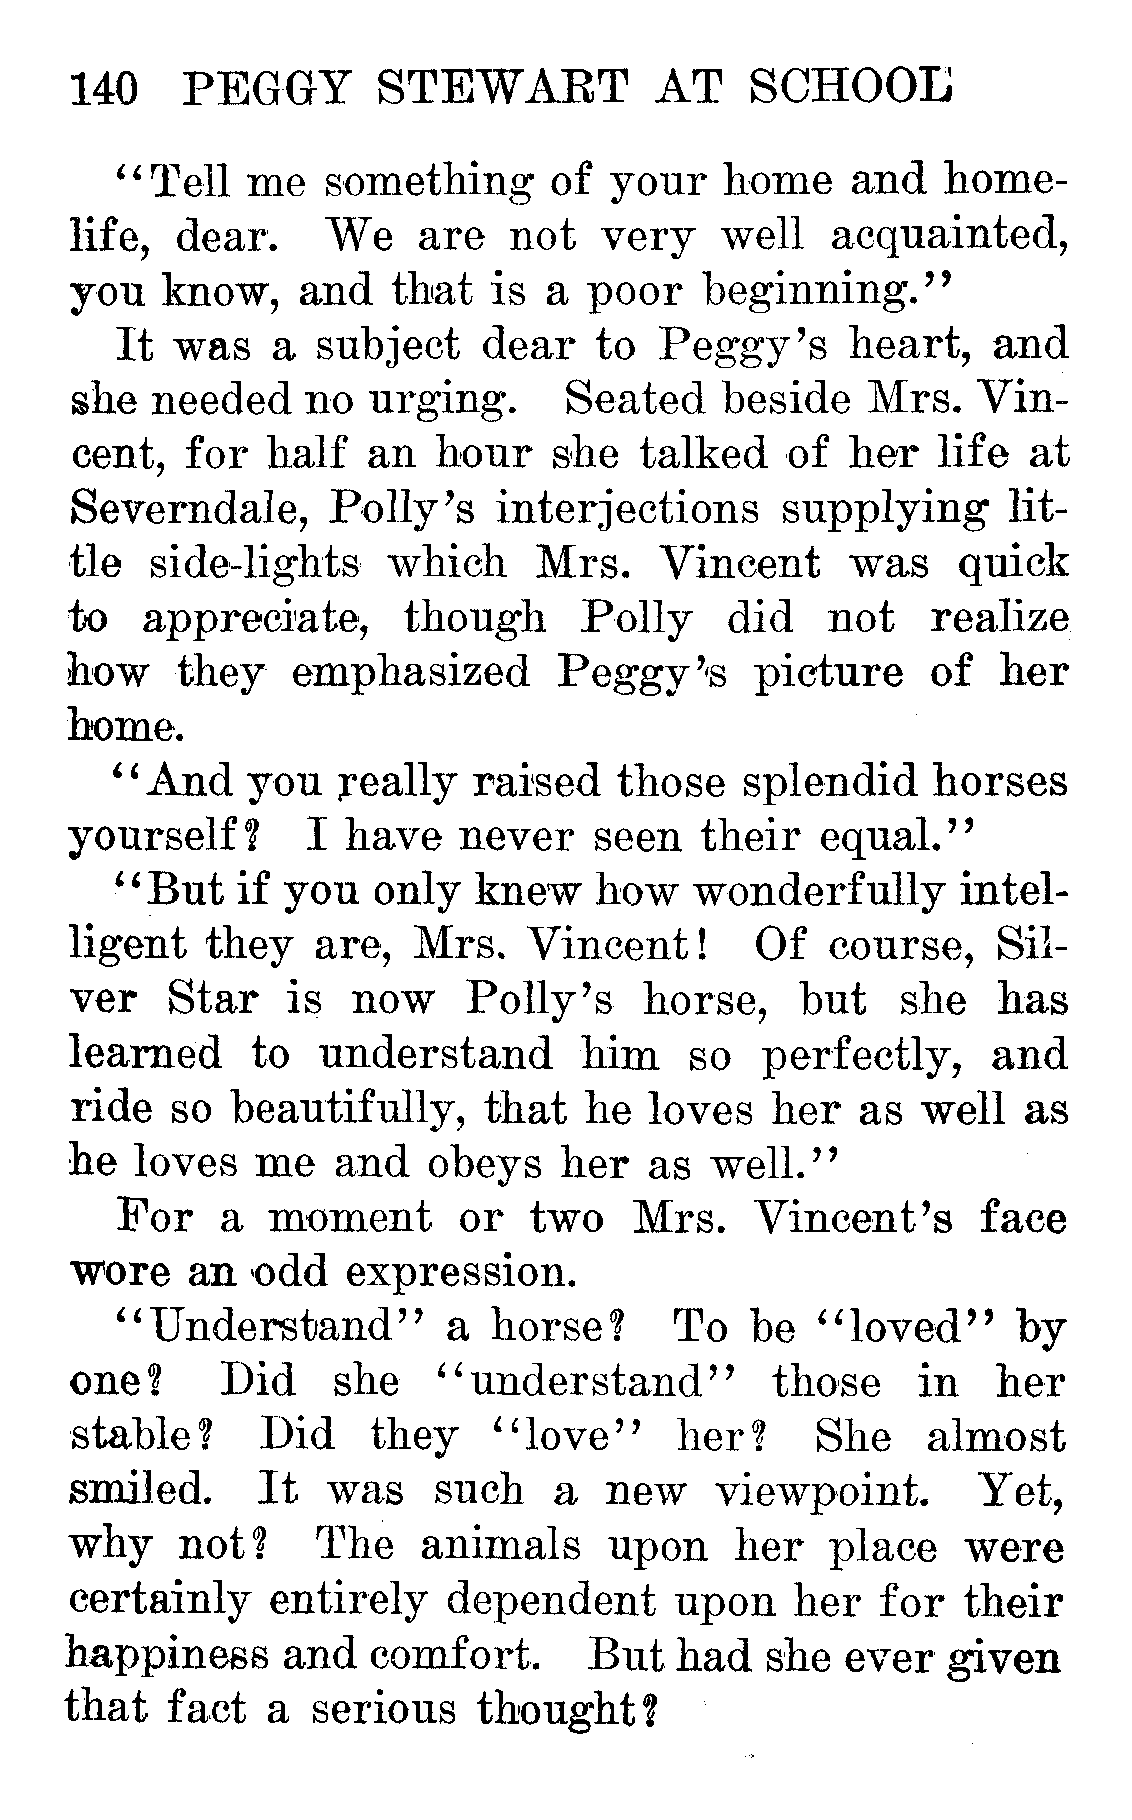 140 PEGGY STEWART AT SCHOOL
"Tell me something of your home and home-
life, dear. We are not very well acquainted,
you know, and that is a poor beginning."
It was a subject dear to Peggy's heart, and
she needed no urging. Seated beside Mrs. Vin-
cent, for half an hour she talked of her life at
Severndale, Polly's interjections supplying lit-
tle side-lights which Mrs. Vincent was quick
to appreciate, though Polly did not realize
how they emphasized Peggy's picture of her
home.
"And you really raised those splendid horses
yourself? I have never seen their equal."
"But if you only knew how wonderfully intel-
ligent they are, Mrs. Vincent! Of course, Sil-
ver Star is now Polly's horse, but she has
learned to understand him so perfectly, and
ride so beautifully, that he loves her as well as
he loves me and obeys her as well."
For a moment or two Mrs. Vincent's face
wore an odd expression.
"Understand" a horse? To be "loved" by
one? Did she "understand" those in her
stable? Did they "love" her? She almost
smiled. It was such a new viewpoint. Yet,
why not? The animals upon her place were
certainly entirely dependent upon her for their
happiness and comfort. But had she ever given
that fact a serious thought?